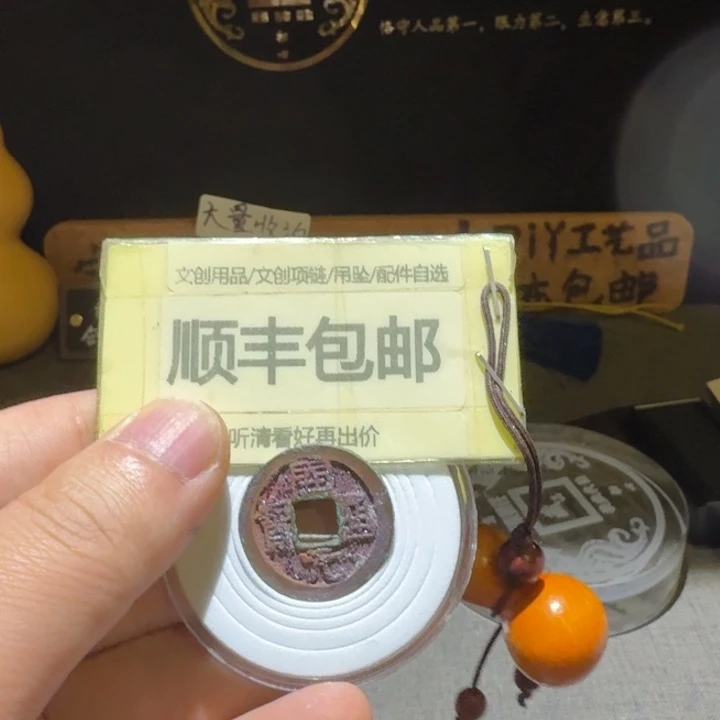 恪守人品第一，眼力第二，生意第三。
大量收
DIY工艺品
包邮
文创用品/文创项链/吊坠/配件自选
顺丰包邮
听清看好再出价